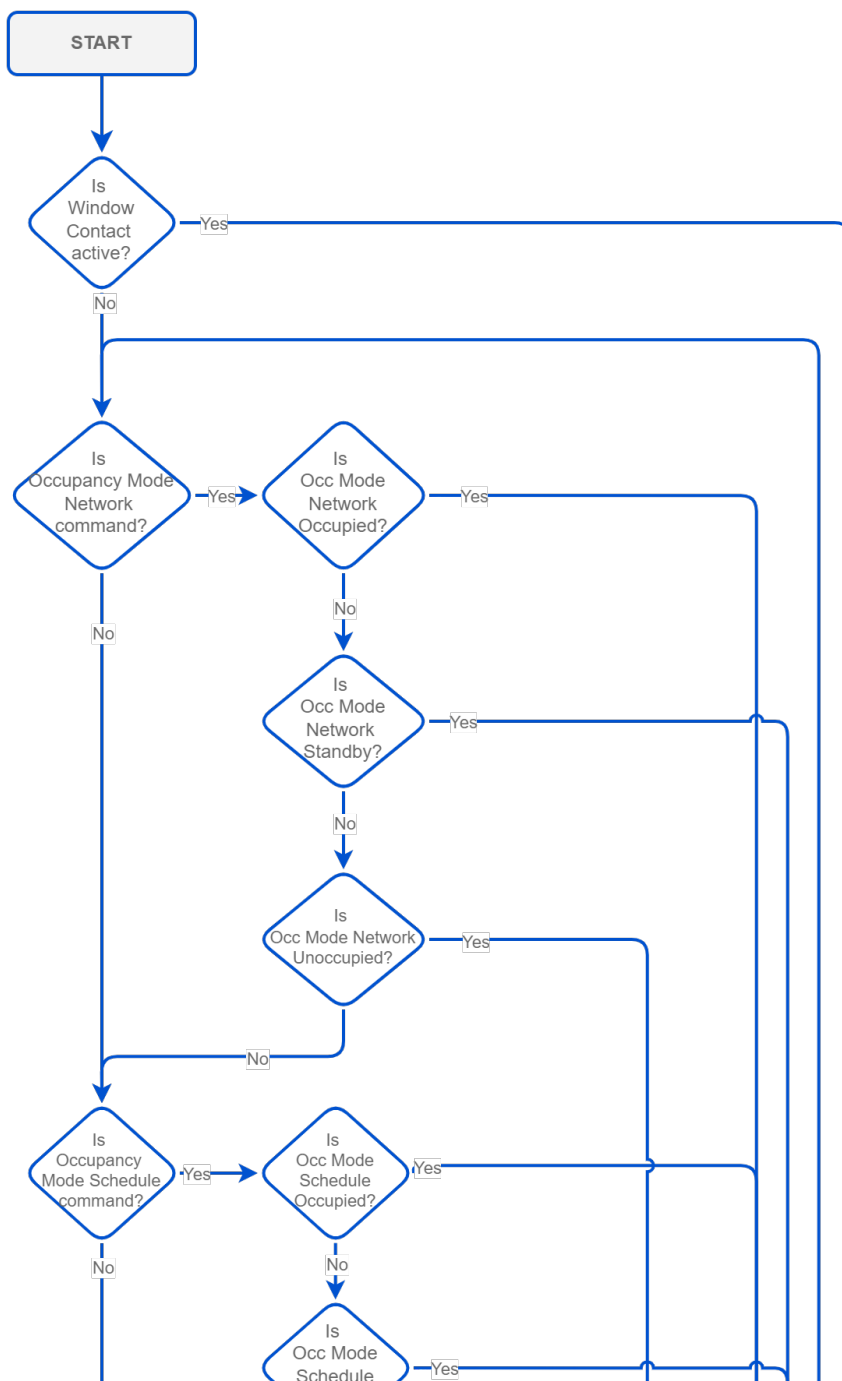 START
Is
Window
Contact
active?
Yes
No
Is
Occupancy Mode
Network
command?
Yes
Is
Occ Mode
Network
Occupied?
Yes
No
No
Is
Occ Mode
Network
Standby?
Yes
No
Is
Occ Mode Network
Unoccupied?
Yes
No
Is
Occupancy
Mode Schedule
command?
Yes
Is
Occ Mode
Schedule
Occupied?
Yes
No
No
Is
Occ Mode
Schedule
Yes